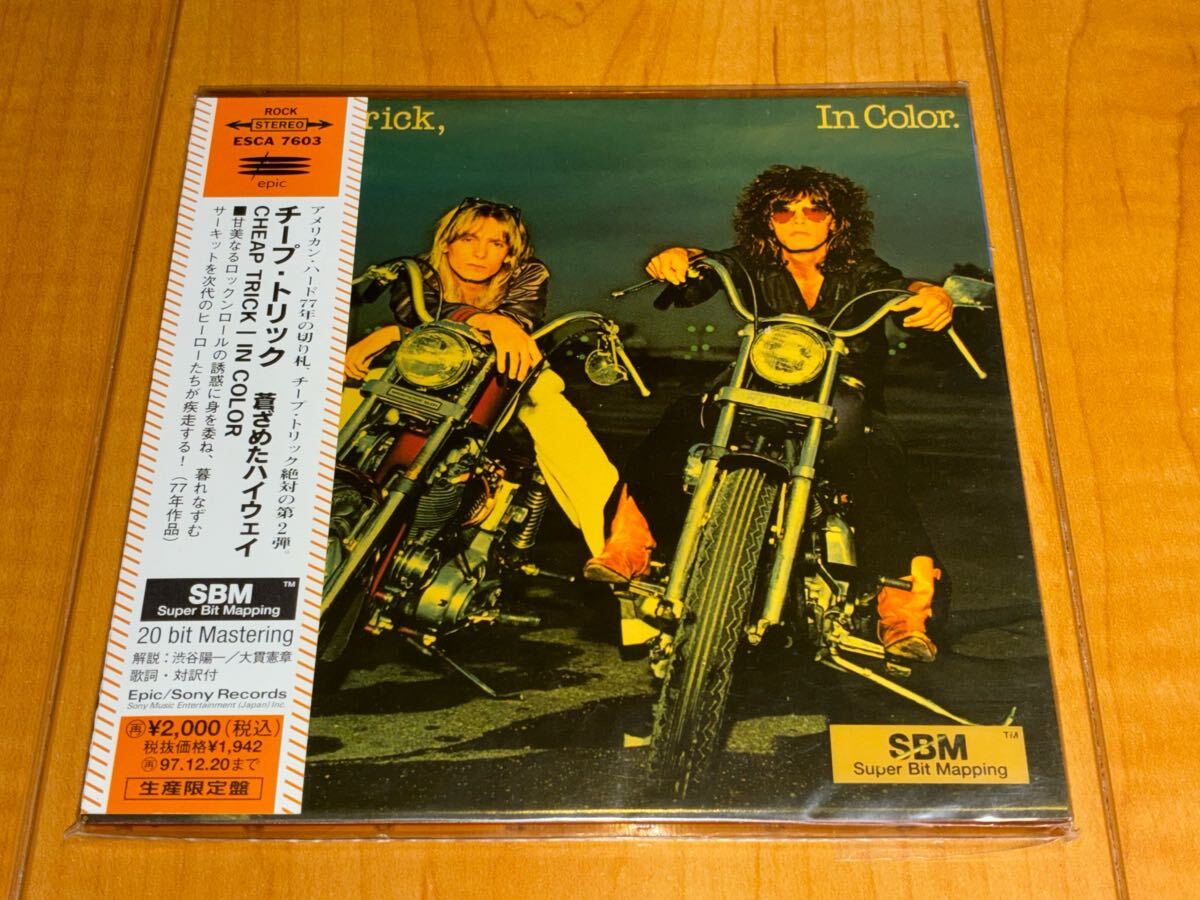 ROCK
STEREO
ESCA 7603
epic
アメリカン・ハード77年の切り札、チープ・トリック絶対の第2弾。
チープ・トリック 蒼ざめたハイウェイ
CHEAP TRICK / IN COLOR
■甘美なるロックンロールの誘惑に身を委ね、暮れなずむ
サーキットを次代のヒーローたちが疾走する!(77年作品)
SBM™
Super Bit Mapping
20 bit Mastering
解説:渋谷陽一/大貫憲章
歌詞・対訳付
Epic/Sony Records
Sony Music Entertainment (Japan) Inc.
再¥2,000(税込)
税抜価格¥1,942
再97.12.20まで
生産限定盤
rick,
In Color.
SBM™
Super Bit Mapping